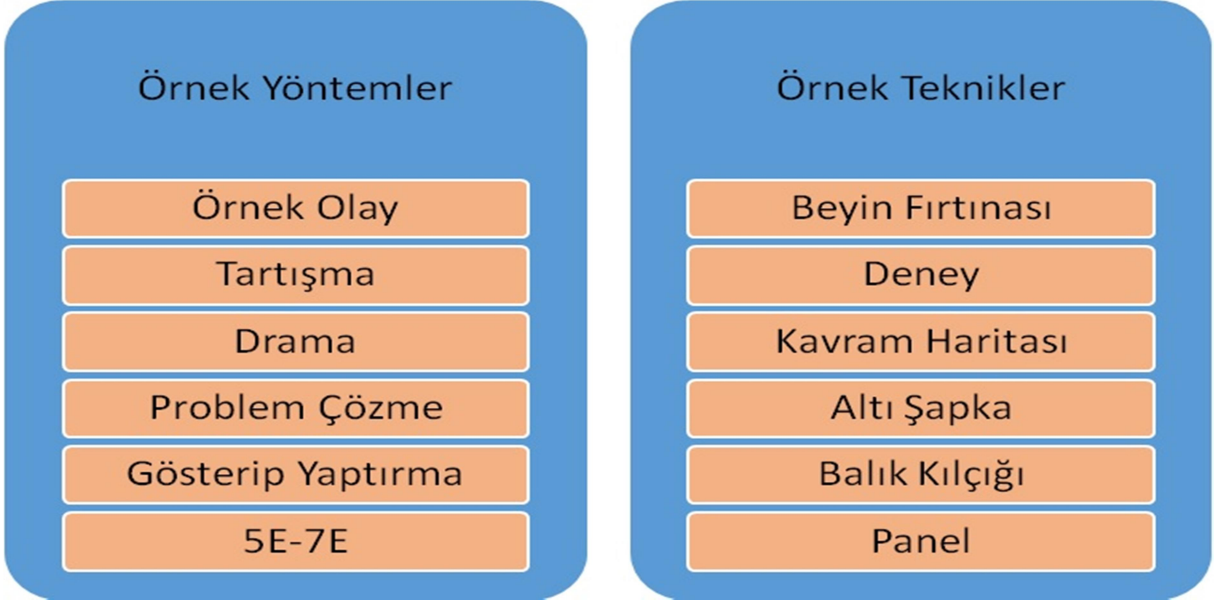 Örnek Yöntemler
Örnek Olay
Tartışma
Drama
Problem Çözme
Gösterip Yaptırma
5E-7E
Örnek Teknikler
Beyin Fırtınası
Deney
Kavram Haritası
Altı Şapka
Balık Kılçığı
Panel